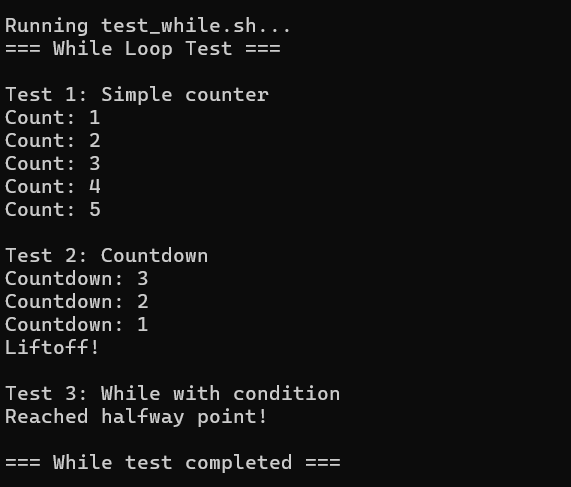 Running test_while.sh...
=== While Loop Test ===
Test 1: Simple counter
Count: 1
Count: 2
Count: 3
Count: 4
Count: 5
Test 2: Countdown
Countdown: 3
Countdown: 2
Countdown: 1
Liftoff!
Test 3: While with condition
Reached halfway point!
=== While test completed ===